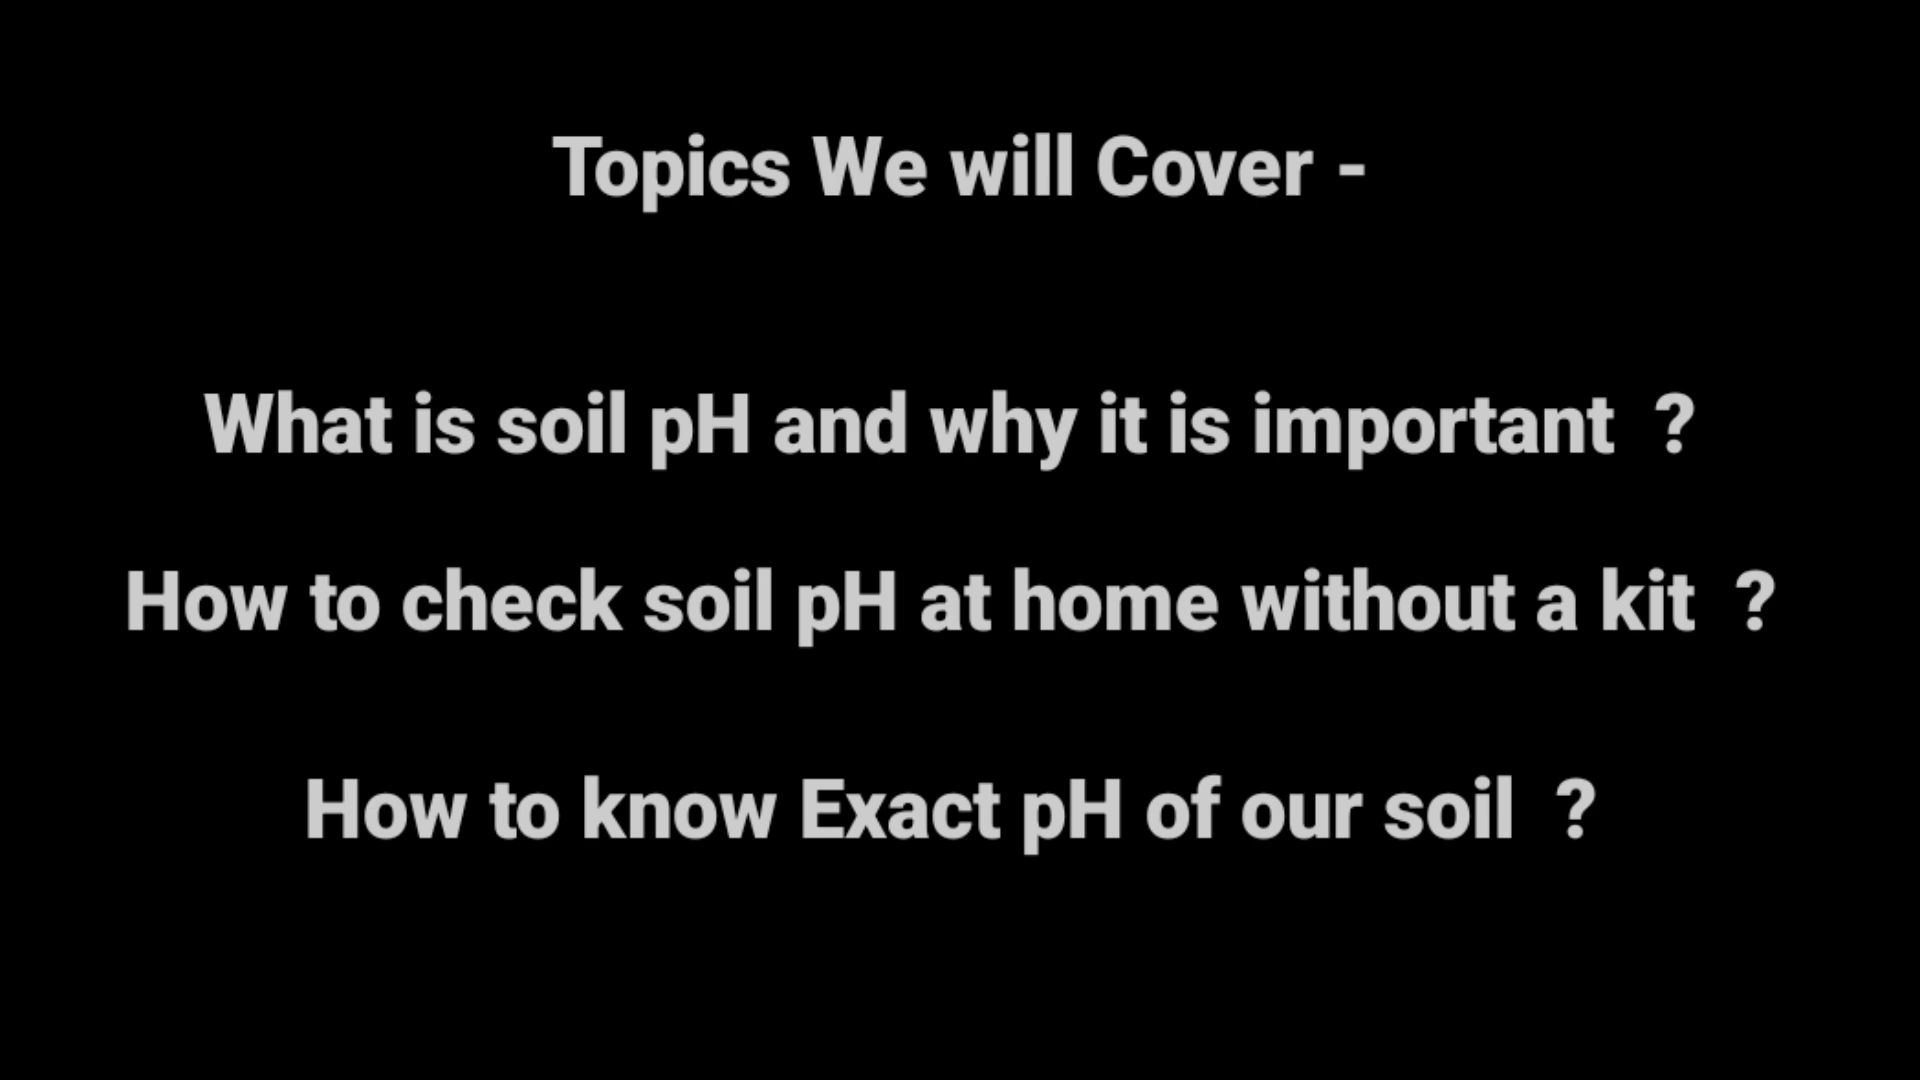 Topics We will Cover -
What is soil pH and why it is important ?
How to check soil pH at home without a kit ?
How to know Exact pH of our soil ?